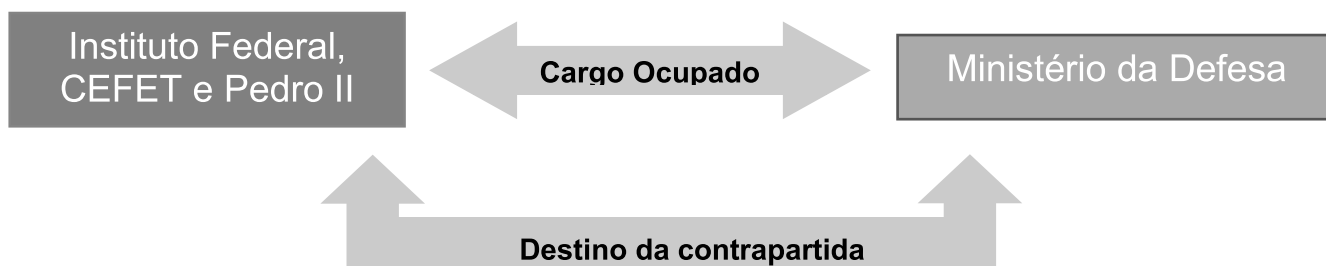 Instituto Federal,
CEFET e Pedro II
Cargo Ocupado
Ministério da Defesa
Destino da contrapartida